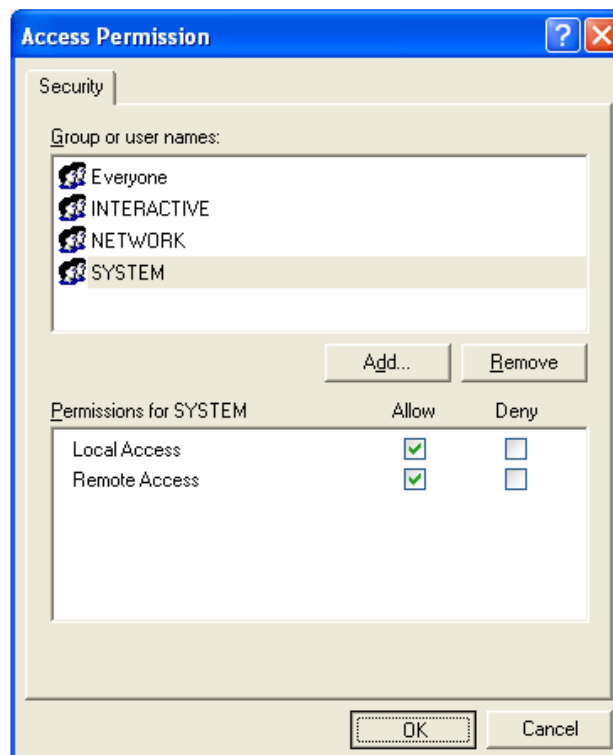 Access Permission
Security
Group or user names:
Everyone
INTERACTIVE
NETWORK
SYSTEM
Add... Remove
Permissions for SYSTEM Allow Deny
Local Access
Remote Access
OK Cancel